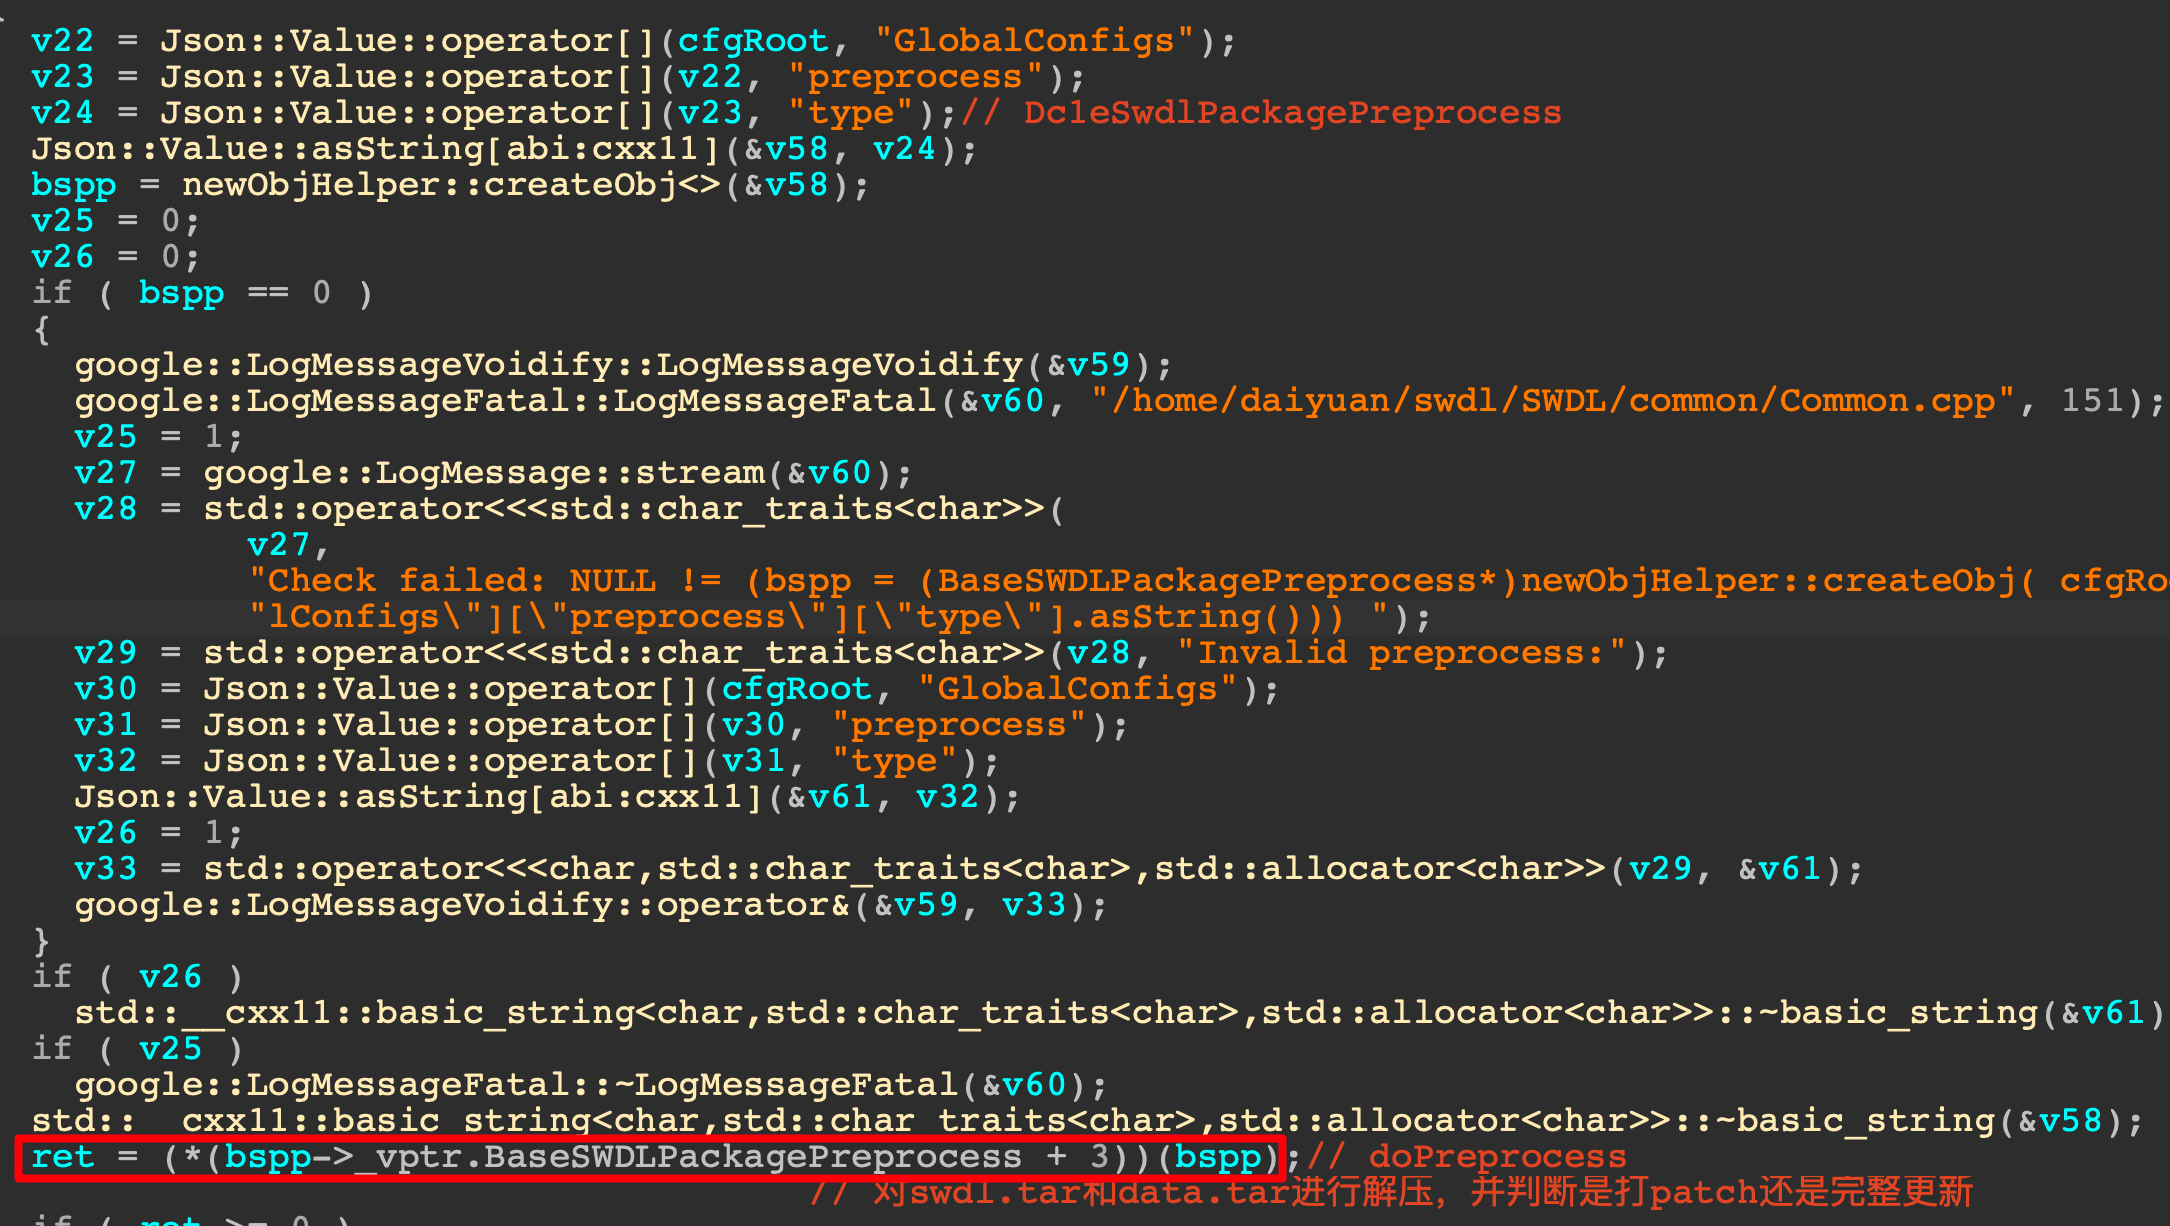 v22 = Json::Value::operator[](cfgRoot, "GlobalConfigs");
v23 = Json::Value::operator[](v22, "preprocess");
v24 = Json::Value::operator[](v23, "type");// Dc1eSwdlPackagePreprocess
Json::Value::asString[abi:cxx11](&v58, v24);
bspp = newObjHelper::createObj<>(&v58);
v25 = 0;
v26 = 0;
if ( bspp == 0 )
{
google::LogMessageVoidify::LogMessageVoidify(&v59);
google::LogMessageFatal::LogMessageFatal(&v60, "/home/daiyuan/swdl/SWDL/common/Common.cpp", 151);
v25 = 1;
v27 = google::LogMessage::stream(&v60);
v28 = std::operator<<<std::char_traits<char>>(
v27,
"Check failed: NULL != (bspp = (BaseSWDLPackagePreprocess*)newObjHelper::createObj( cfgRo
"lConfigs\"][\"preprocess\"][\"type\"].asString())) ");
v29 = std::operator<<<std::char_traits<char>>(v28, "Invalid preprocess:");
v30 = Json::Value::operator[](cfgRoot, "GlobalConfigs");
v31 = Json::Value::operator[](v30, "preprocess");
v32 = Json::Value::operator[](v31, "type");
Json::Value::asString[abi:cxx11](&v61, v32);
v26 = 1;
v33 = std::operator<<<char,std::char_traits<char>,std::allocator<char>>(v29, &v61);
google::LogMessageVoidify::operator&(&v59, v33);
}
if ( v26 )
std::__cxx11::basic_string<char,std::char_traits<char>,std::allocator<char>>::~basic_string(&v61)
if ( v25 )
google::LogMessageFatal::~LogMessageFatal(&v60);
std::__cxx11::basic_string<char,std::char_traits<char>,std::allocator<char>>::~basic_string(&v58);
ret = (*(bspp->_vptr.BaseSWDLPackagePreprocess + 3))(bspp);// doPreprocess
// 对swdl.tar和data.tar进行解压，并判断是打patch还是完整更新
if ( ret >= 0 )